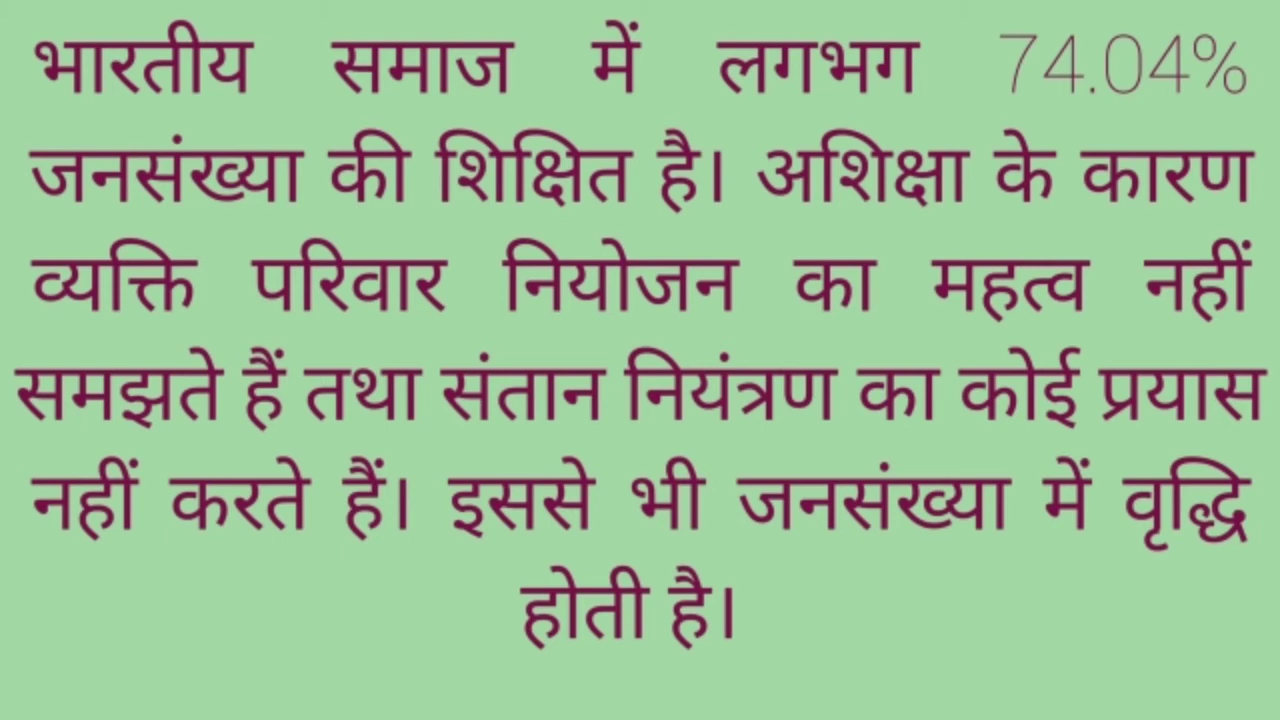 भारतीय समाज में लगभग 74.04%
जनसंख्या की शिक्षित है। अशिक्षा के कारण
व्यक्ति परिवार नियोजन का महत्व नहीं
समझते हैं तथा संतान नियंत्रण का कोई प्रयास
नहीं करते हैं। इससे भी जनसंख्या में वृद्धि
होती है।